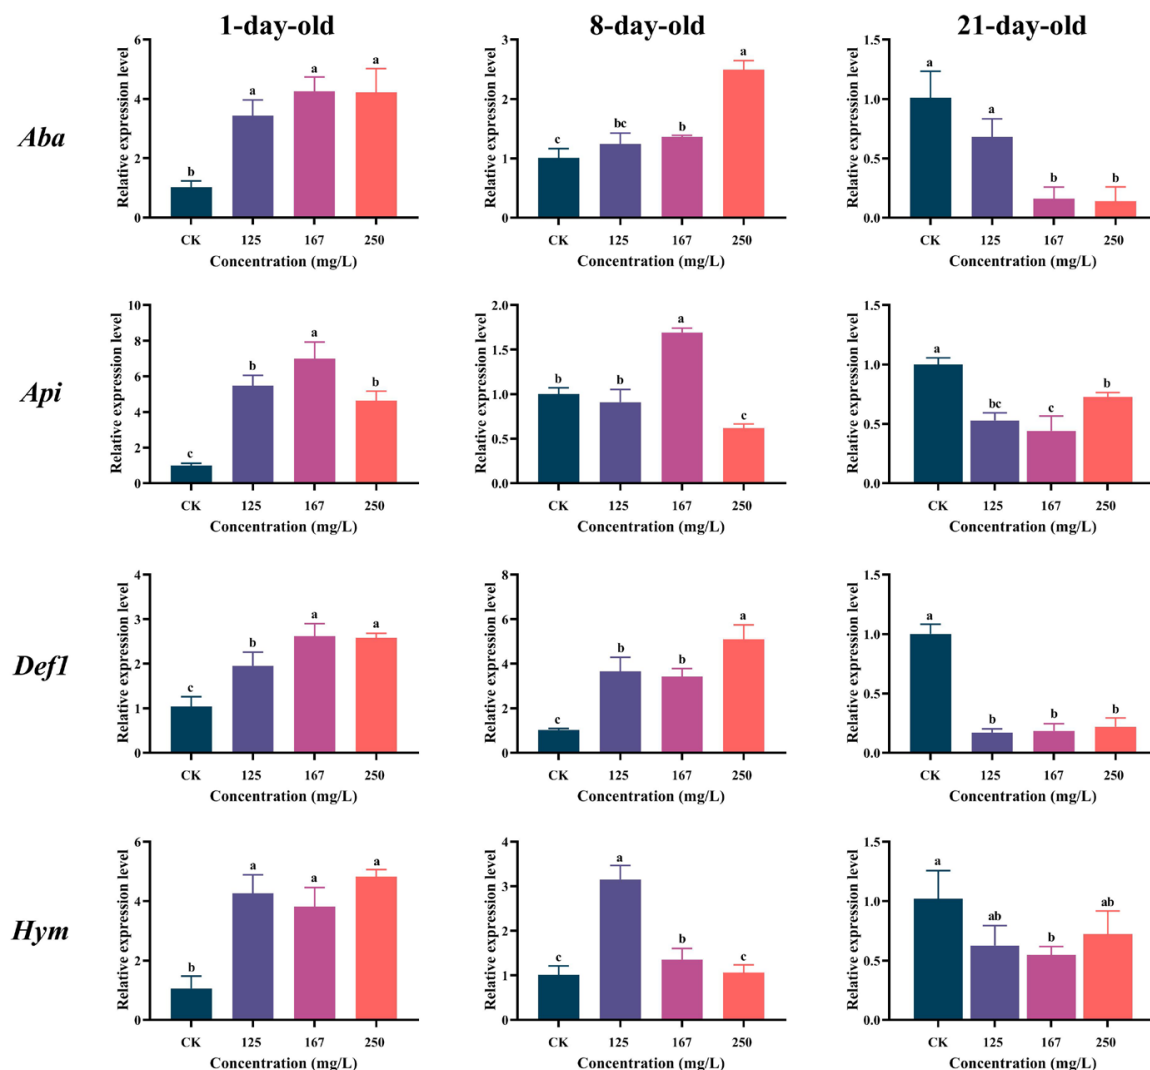 1-day-old 8-day-old 21-day-old
Aba
Relative expression level
6
4
2
0
b a a a
CK 125 167 250
Concentration (mg/L)
Relative expression level
3
2
1
0
c bc b a
CK 125 167 250
Concentration (mg/L)
Relative expression level
1.5
1.0
0.5
0.0
a a b b
CK 125 167 250
Concentration (mg/L)
Api
Relative expression level
10
8
6
4
2
0
c b a b
CK 125 167 250
Concentration (mg/L)
Relative expression level
2.0
1.5
1.0
0.5
0.0
b b a c
CK 125 167 250
Concentration (mg/L)
Relative expression level
1.5
1.0
0.5
0.0
a bc c b
CK 125 167 250
Concentration (mg/L)
Def1
Relative expression level
4
3
2
1
0
c b a a
CK 125 167 250
Concentration (mg/L)
Relative expression level
8
6
4
2
0
c b b a
CK 125 167 250
Concentration (mg/L)
Relative expression level
1.5
1.0
0.5
0.0
a b b b
CK 125 167 250
Concentration (mg/L)
Hym
Relative expression level
6
4
2
0
b a a a
CK 125 167 250
Concentration (mg/L)
Relative expression level
4
3
2
1
0
c a b c
CK 125 167 250
Concentration (mg/L)
Relative expression level
1.5
1.0
0.5
0.0
a ab b ab
CK 125 167 250
Concentration (mg/L)